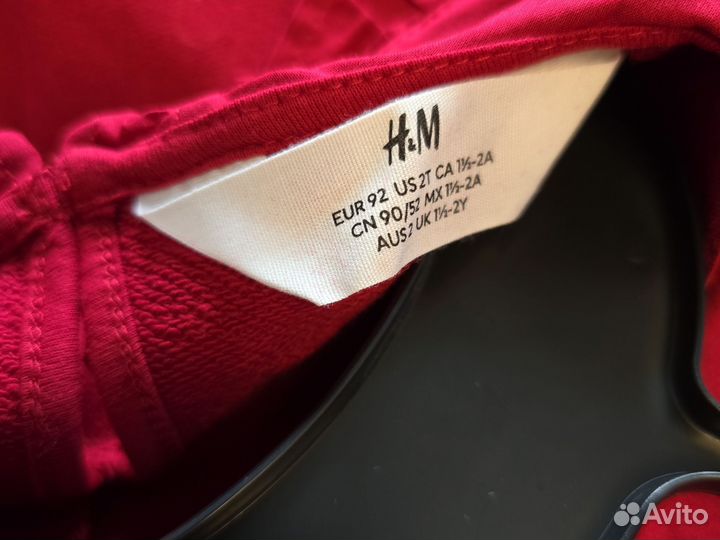 H&M
EUR 92 US 2T CA 1½-2A
CN 90/52 MX 1½-2A
AUS 2 UK 1½-2Y
Avito